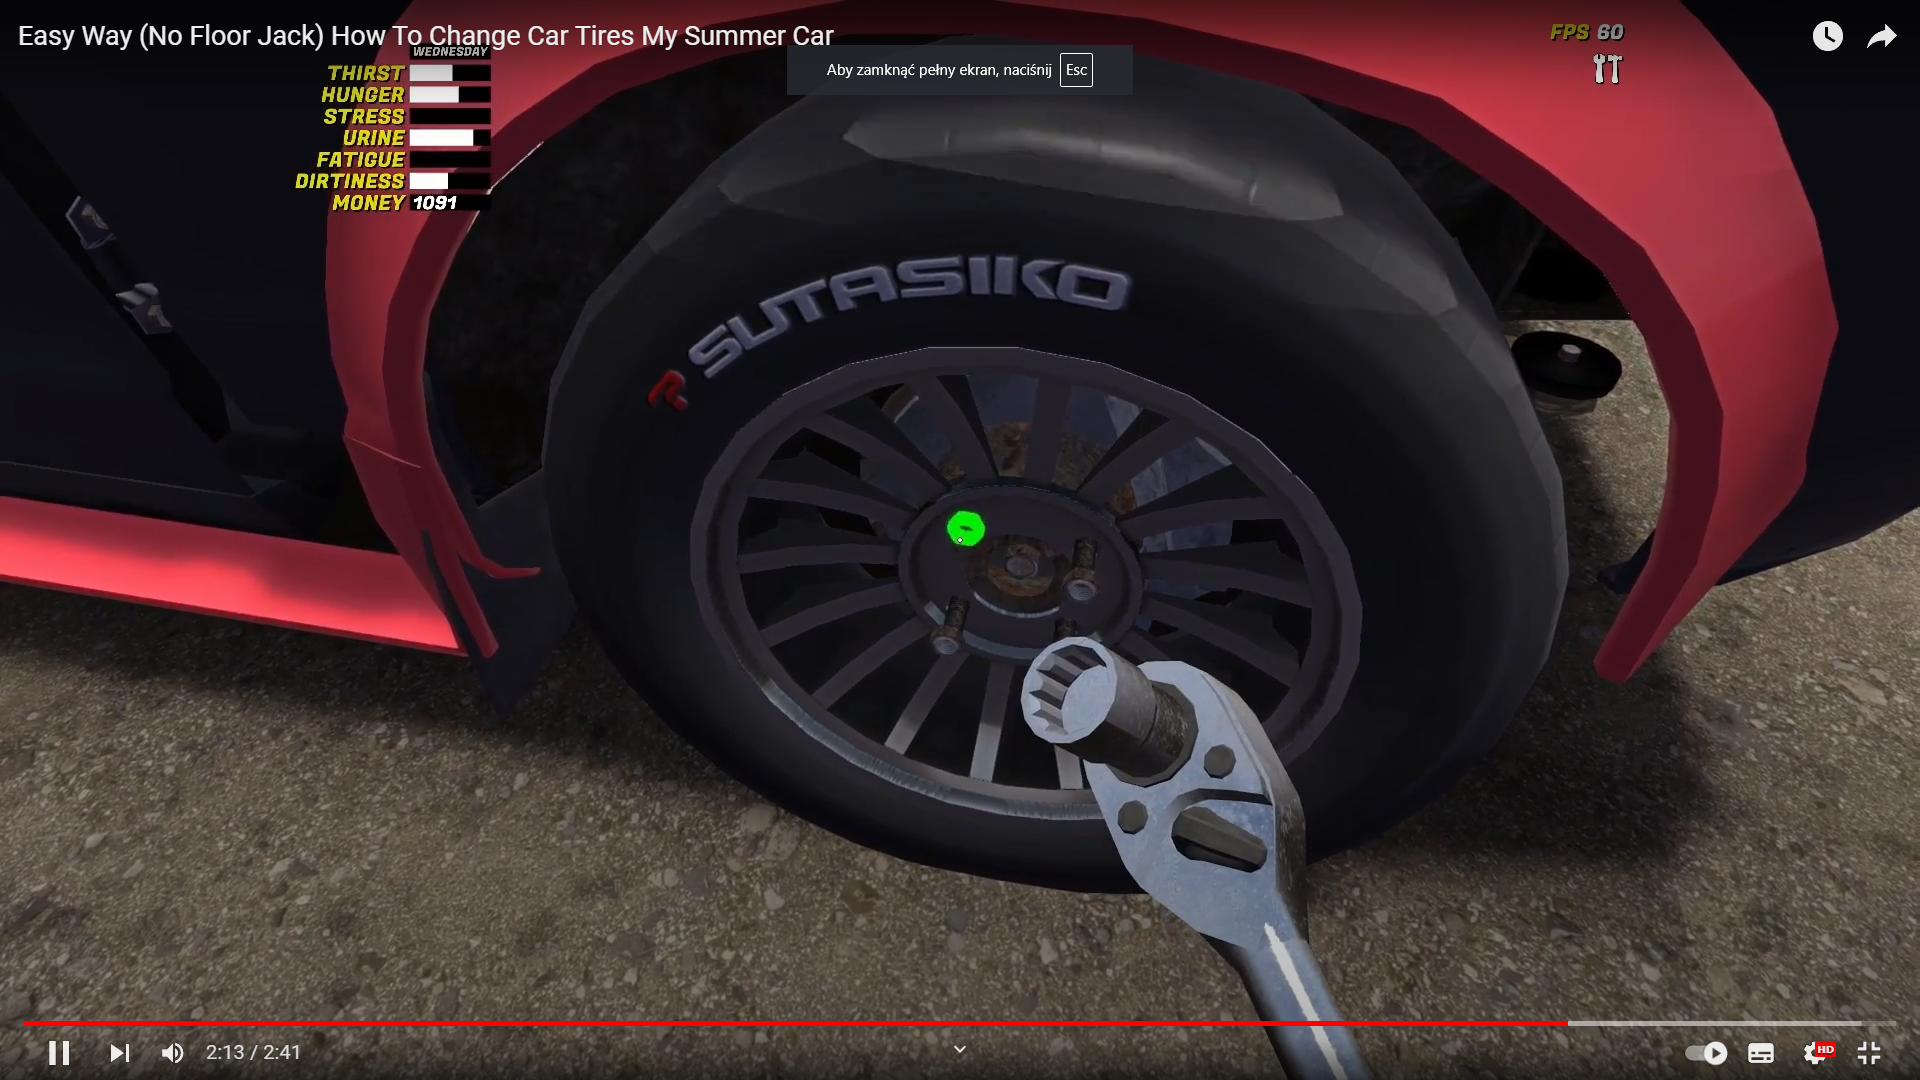 Easy Way (No Floor Jack) How To Change Car Tires My Summer Car
FPS 60
WEDNESDAY
Aby zamknąć pełny ekran, naciśnij Esc
THIRST
HUNGER
STRESS
URINE
FATIGUE
DIRTINESS
MONEY 1091
R SUTASIKO
2:13 / 2:41
HD